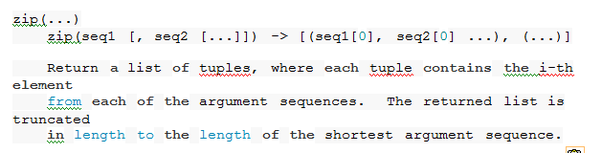 zip(...)
zip(seq1 [, seq2 [...]]) -> [(seq1[0], seq2[0] ...), (...)]
Return a list of tuples, where each tuple contains the i-th
element
from each of the argument sequences.  The returned list is
truncated
in length to the length of the shortest argument sequence.